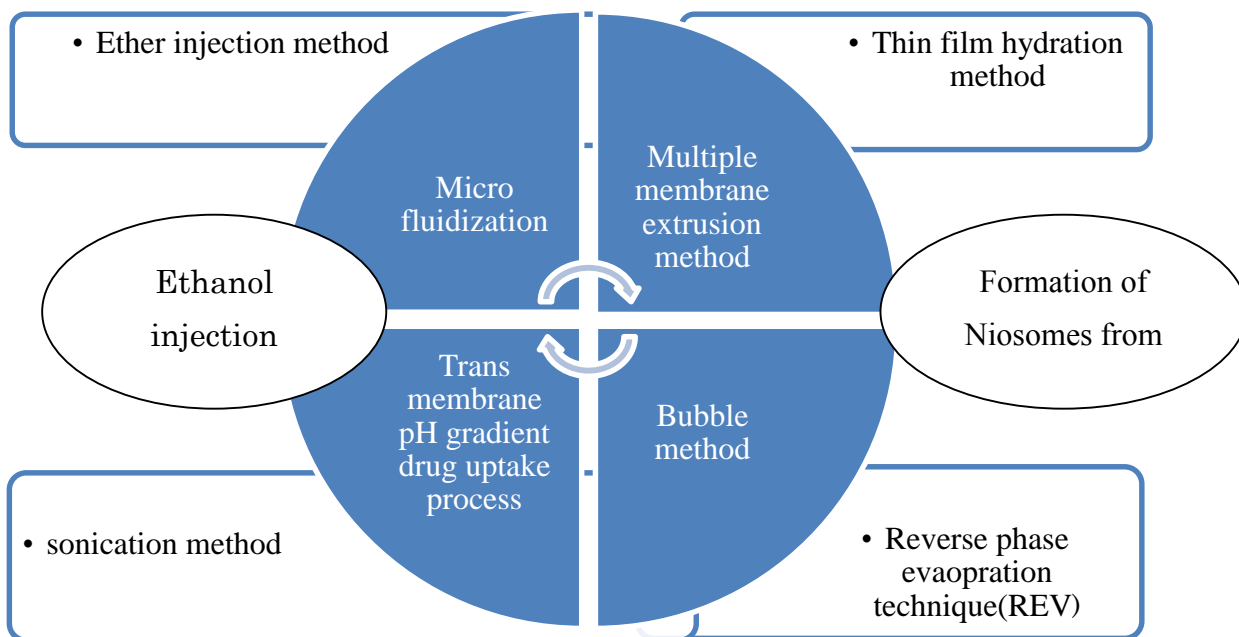 • Ether injection method
• Thin film hydration
method
Micro
fluidization
Multiple
membrane
extrusion
method
Ethanol
injection
Formation of
Niosomes from
Trans
membrane
pH gradient
drug uptake
process
Bubble
method
• sonication method
• Reverse phase
evaopration
technique(REV)